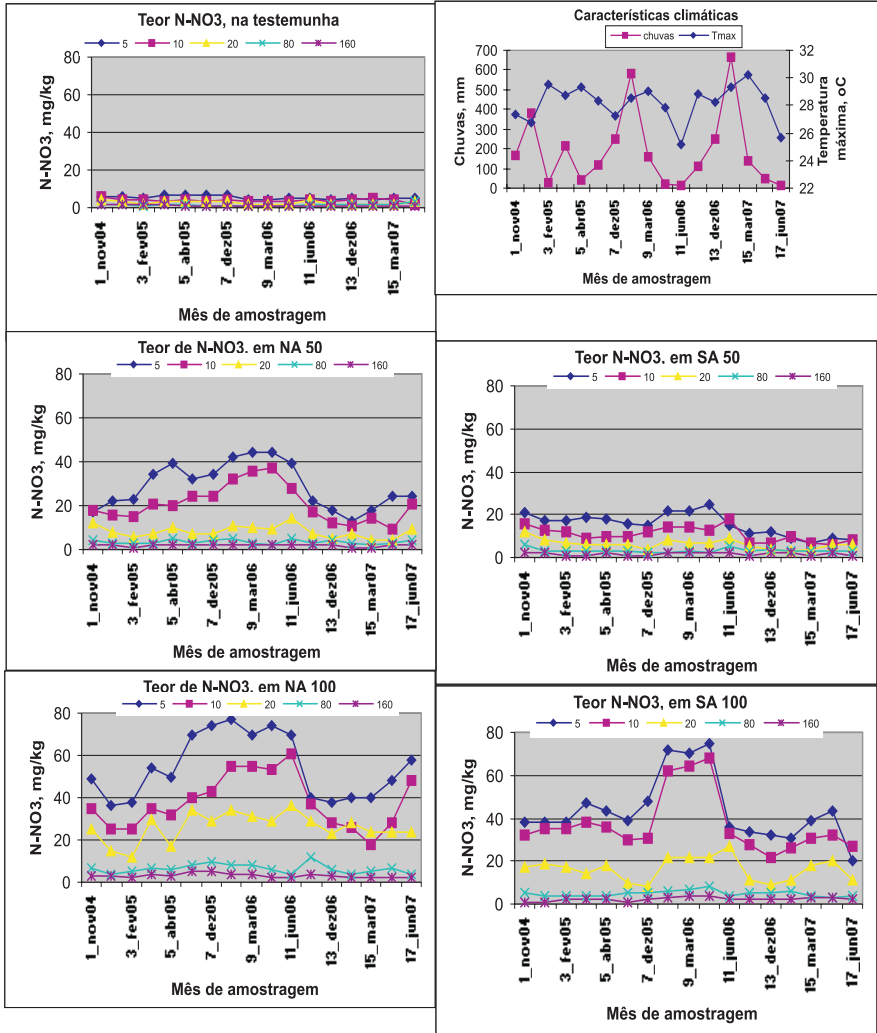 Teor N-NO3, na testemunha
5 10 20 80 160
N-NO3, mg/kg
80
60
40
20
0
1_nov04
3_fev05
5_abr05
7_dez05
9_mar06
11_jun06
13_dez06
15_mar07
Mês de amostragem
Características climáticas
chuvas Tmax
Chuvas, mm
700
600
500
400
300
200
100
0
32
30
28
26
24
22
Temperatura
máxima, oC
1_nov04
3_fev05
5_abr05
7_dez05
9_mar06
11_jun06
13_dez06
15_mar07
17_jun07
Mês de amostragem
Teor de N-NO3, em NA 50
5 10 20 80 160
N-NO3, mg/kg
80
60
40
20
0
1_nov04
3_fev05
5_abr05
7_dez05
9_mar06
11_jun06
13_dez06
15_mar07
17_jun07
Mês de amostragem
Teor N-NO3, em SA 50
5 10 20 80 160
N-NO3, mg/kg
80
60
40
20
0
1_nov04
3_fev05
5_abr05
7_dez05
9_mar06
11_jun06
13_dez06
15_mar07
17_jun07
Mês de amostragem
Teor de N-NO3, em NA 100
5 10 20 80 160
N-NO3, mg/kg
80
60
40
20
0
1_nov04
3_fev05
5_abr05
7_dez05
9_mar06
11_jun06
13_dez06
15_mar07
17_jun07
Mês de amostragem
Teor N-NO3, em SA 100
5 10 20 80 160
N-NO3, mg/kg
80
60
40
20
0
1_nov04
3_fev05
5_abr05
7_dez05
9_mar06
11_jun06
13_dez06
15_mar07
17_jun07
Mês de amostragem